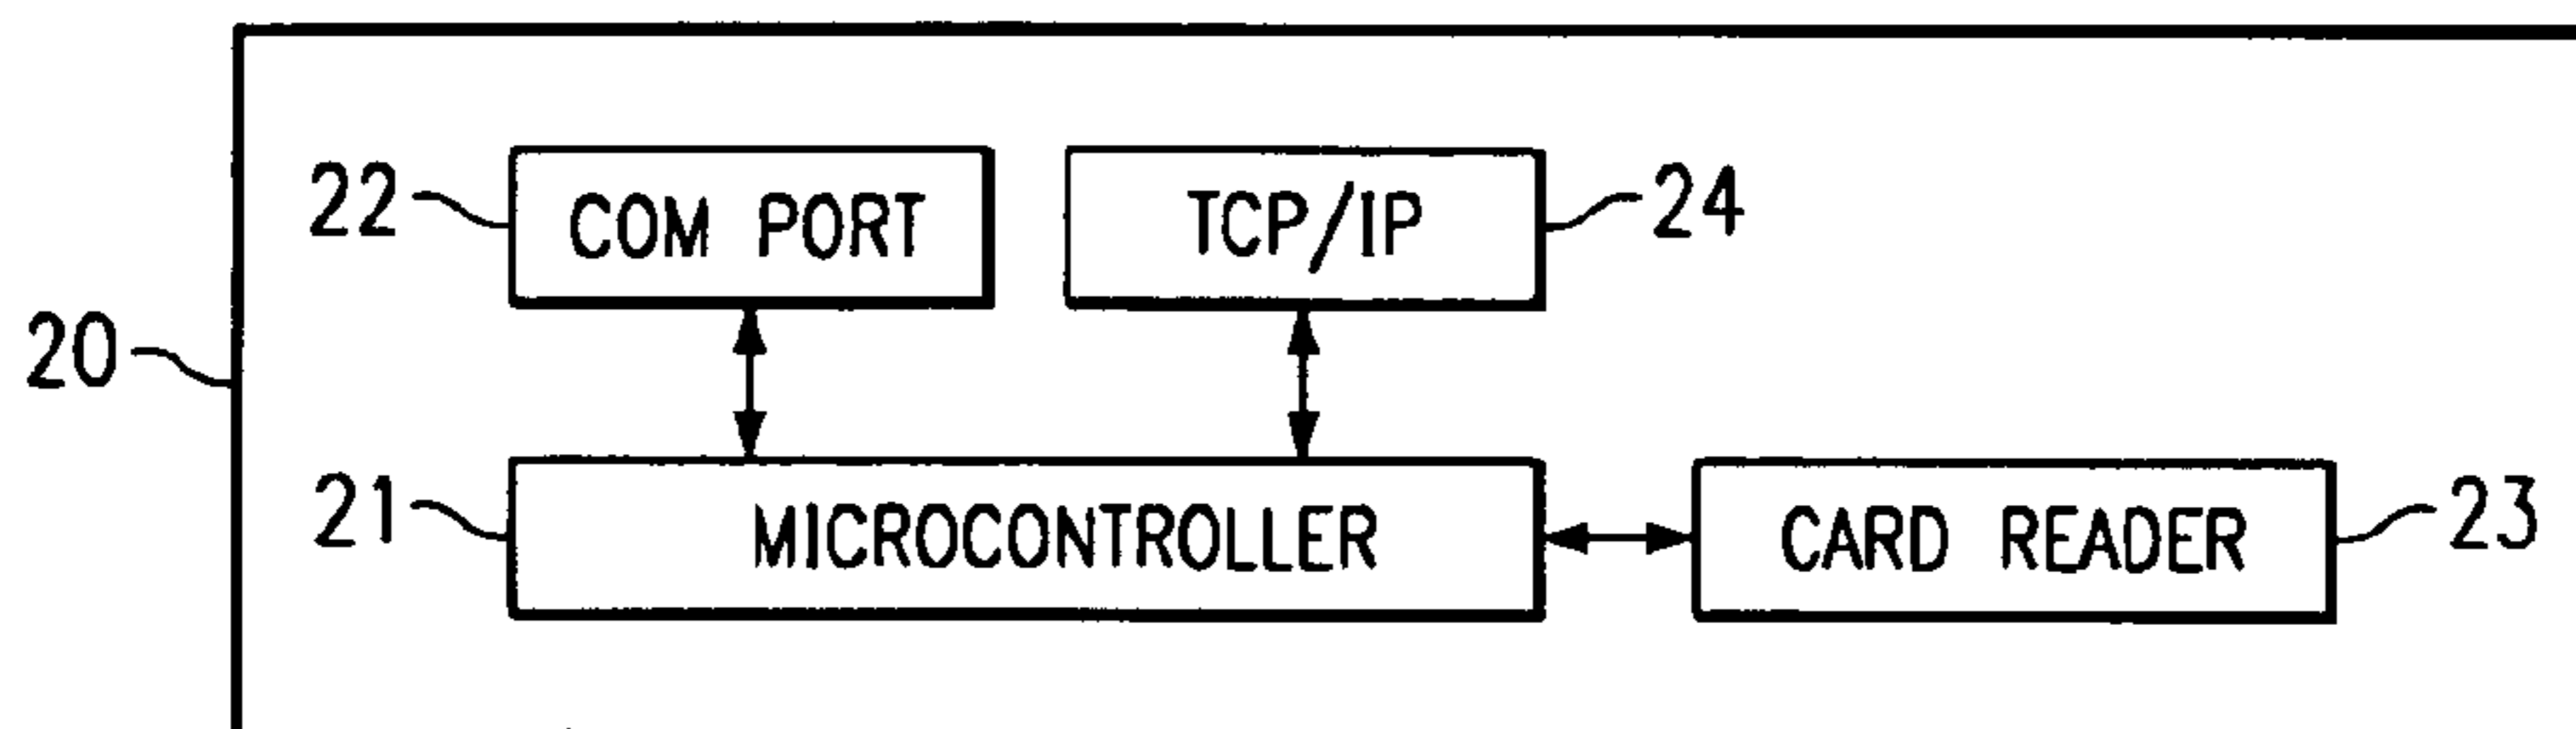 22 COM PORT TCP/IP 24
20
21 MICROCONTROLLER CARD READER 23